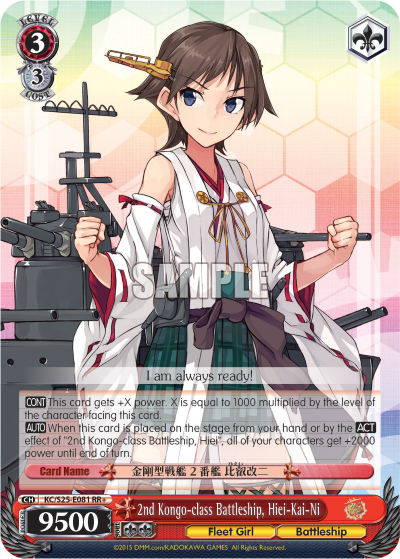 LEVEL
3
3
COST
SAMPLE
I am always ready!
CONT This card gets +X power. X is equal to 1000 multiplied by the level of
the character facing this card.
AUTO When this card is placed on the stage from your hand or by the ACT
effect of "2nd Kongo-class Battleship, Hiei", all of your characters get +2000
power until end of turn.
Card Name
金剛型戦艦２番艦 比叡改二
CH KC/S25-E081 RR+
2nd Kongo-class Battleship, Hiei-Kai-Ni
POWER
9500
SOUL
Fleet Girl
Battleship
©2015 DMM.com/KADOKAWA GAMES All Rights Reserved.